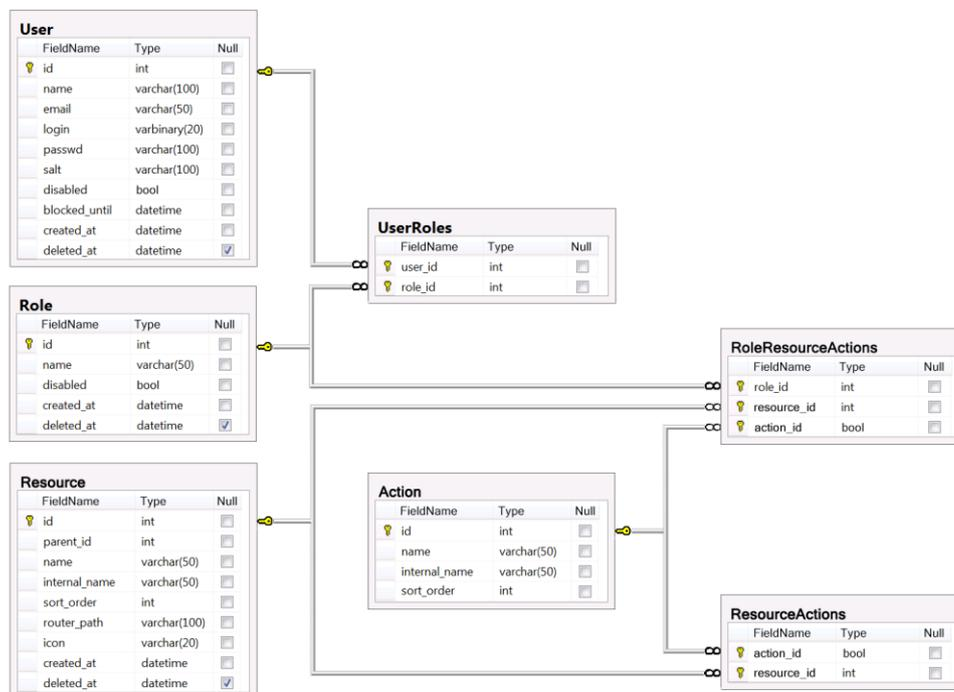 User
FieldName Type Null
id int
name varchar(100)
email varchar(50)
login varbinary(20)
passwd varchar(100)
salt varchar(100)
disabled bool
blocked_until datetime
created_at datetime
deleted_at datetime
UserRoles
FieldName Type Null
user_id int
role_id int
Role
FieldName Type Null
id int
name varchar(50)
disabled bool
created_at datetime
deleted_at datetime
RoleResourceActions
FieldName Type Null
role_id int
resource_id int
action_id bool
Resource
FieldName Type Null
id int
parent_id int
name varchar(50)
internal_name varchar(50)
sort_order int
router_path varchar(100)
icon varchar(20)
created_at datetime
deleted_at datetime
Action
FieldName Type Null
id int
name varchar(50)
internal_name varchar(50)
sort_order int
ResourceActions
FieldName Type Null
action_id bool
resource_id int